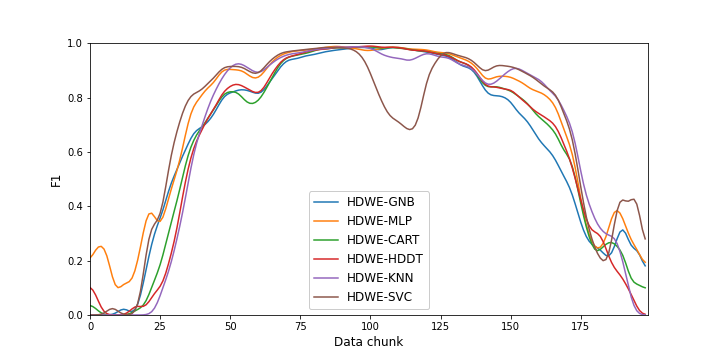 1.0
0.8
0.6
0.4
0.2
0.0
F1
HDWE-GNB
HDWE-MLP
HDWE-CART
HDWE-HDDT
HDWE-KNN
HDWE-SVC
0 25 50 75 100 125 150 175
Data chunk